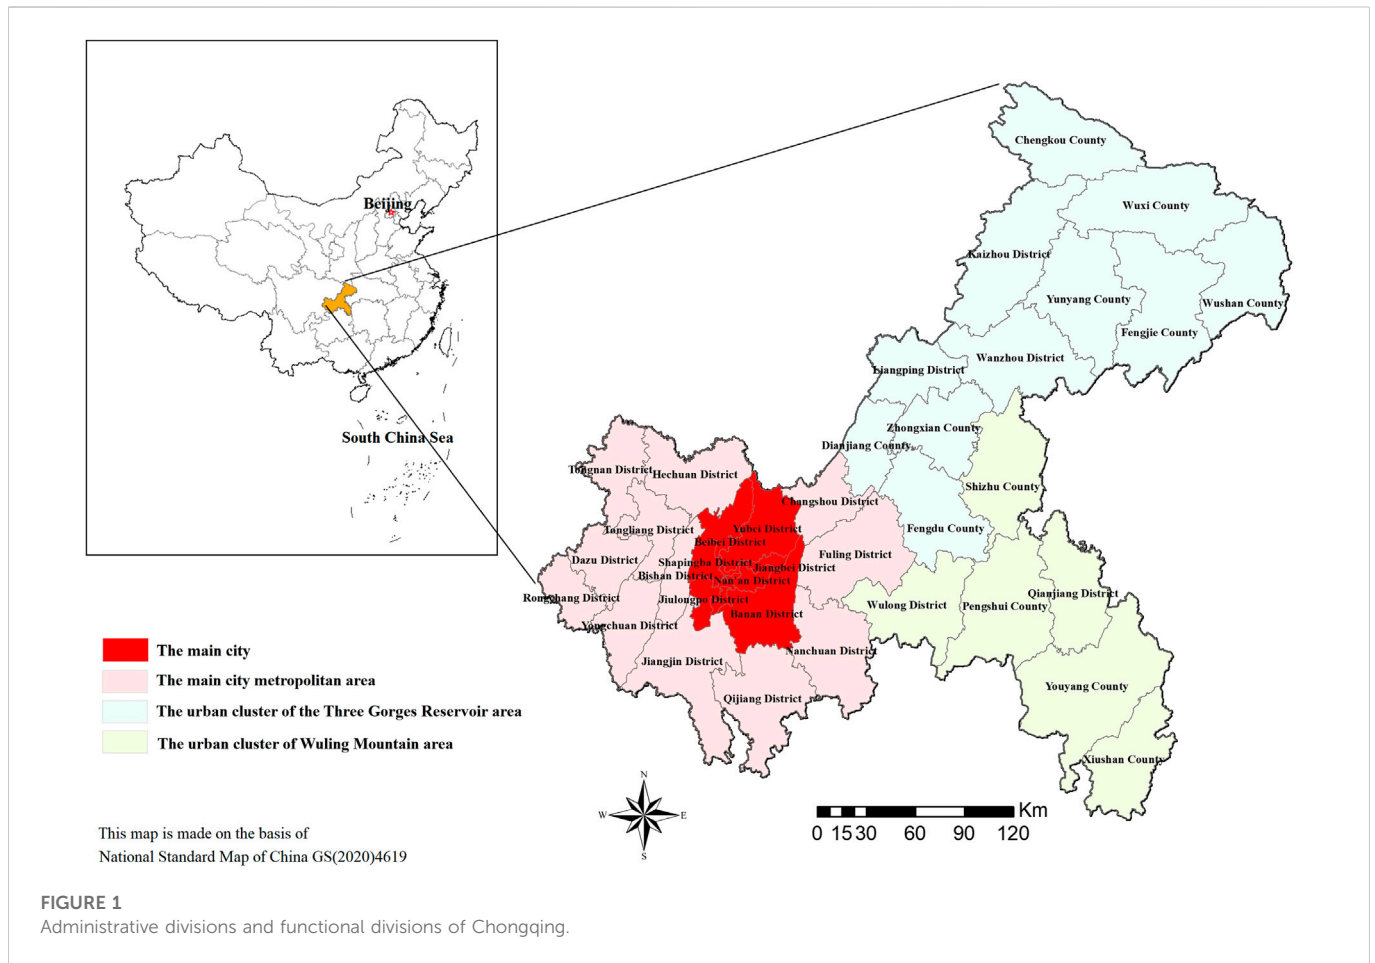 Beijing
South China Sea
Chengkou County
Wuxi County
Kaizhou District
Yunyang County
Wushan County
Fengjie County
Wanzhou District
Liangping District
Zhongxian County
Dianjiang County
Shizhu County
Fengdu County
Tongnan District
Hechuan District
Changshou District
Tongliang District
Yubei District
Beibei District
Fuling District
Dazu District
Shapingba District
Jiangbei District
Bishan District
Nan'an District
Rongchang District
Jiulongpo District
Banan District
Yongchuan District
Nanchuan District
Jiangjin District
Qijiang District
Wulong District
Pengshui County
Qianjiang District
Youyang County
Xiushan County
The main city
The main city metropolitan area
The urban cluster of the Three Gorges Reservoir area
The urban cluster of Wuling Mountain area
N
W
E
S
Km
0 15 30 60 90 120
This map is made on the basis of
National Standard Map of China GS(2020)4619
FIGURE 1
Administrative divisions and functional divisions of Chongqing.